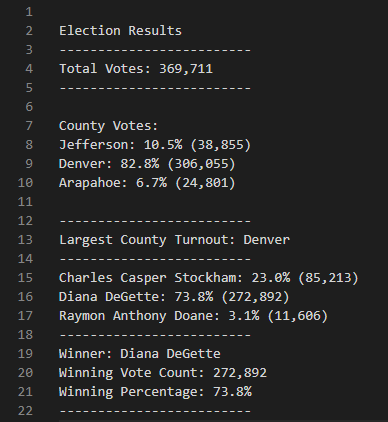 1
2 Election Results
3 -------------------------
4 Total Votes: 369,711
5 -------------------------
6
7 County Votes:
8 Jefferson: 10.5% (38,855)
9 Denver: 82.8% (306,055)
10 Arapahoe: 6.7% (24,801)
11
12 -------------------------
13 Largest County Turnout: Denver
14 -------------------------
15 Charles Casper Stockham: 23.0% (85,213)
16 Diana DeGette: 73.8% (272,892)
17 Raymon Anthony Doane: 3.1% (11,606)
18 -------------------------
19 Winner: Diana DeGette
20 Winning Vote Count: 272,892
21 Winning Percentage: 73.8%
22 -------------------------